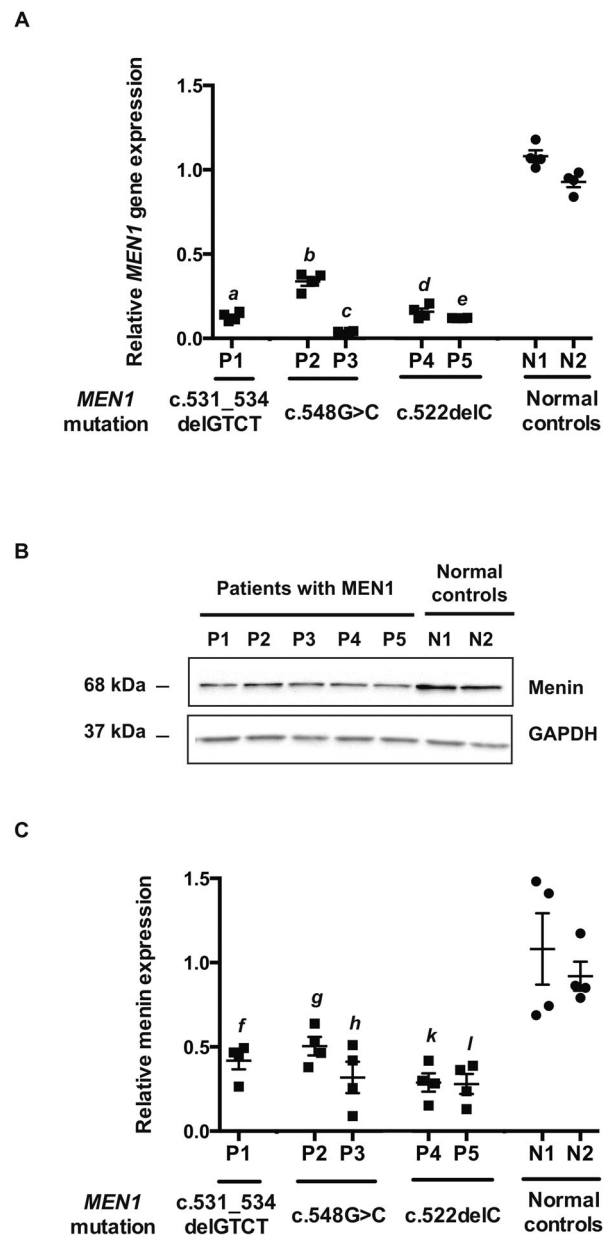 A
Relative MEN1 gene expression
1.5
1.0
0.5
0.0
a
b
c
d
e
P1 P2 P3 P4 P5 N1 N2
MEN1 mutation
c.531_534
delGTCT
c.548G>C
c.522delC
Normal
controls
B
Patients with MEN1
Normal
controls
P1 P2 P3 P4 P5 N1 N2
68 kDa
Menin
37 kDa
GAPDH
C
Relative menin expression
1.5
1.0
0.5
0.0
f
g
h
k
l
P1 P2 P3 P4 P5 N1 N2
MEN1
mutation
c.531_534
delGTCT
c.548G>C
c.522delC
Normal
controls